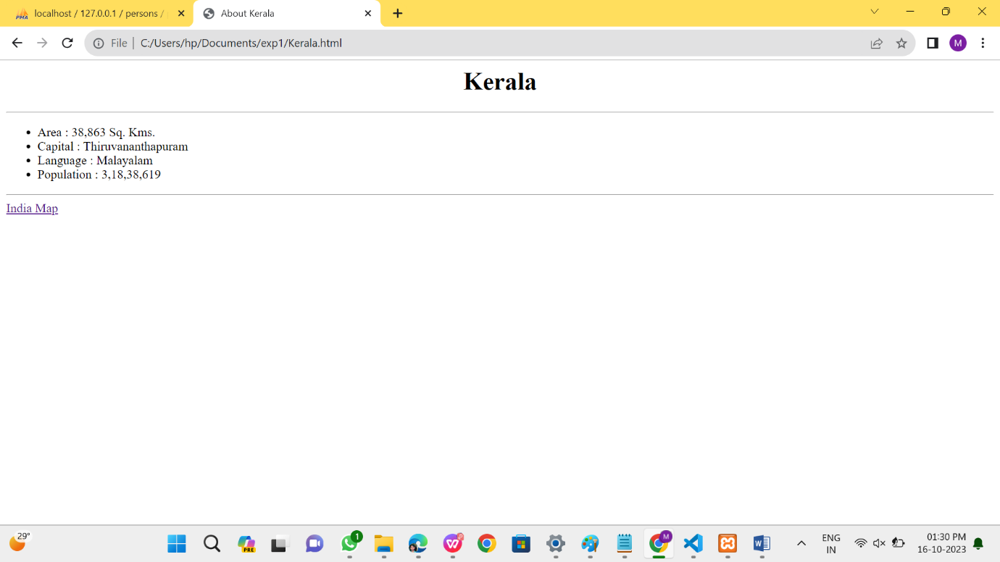 PMA
localhost / 127.0.0.1 / persons /
About Kerala
File
C:/Users/hp/Documents/exp1/Kerala.html
M
Kerala
Area : 38,863 Sq. Kms.
Capital : Thiruvananthapuram
Language : Malayalam
Population : 3,18,38,619
India Map
29°
PRE
1
M
ENG
IN
01:30 PM
16-10-2023